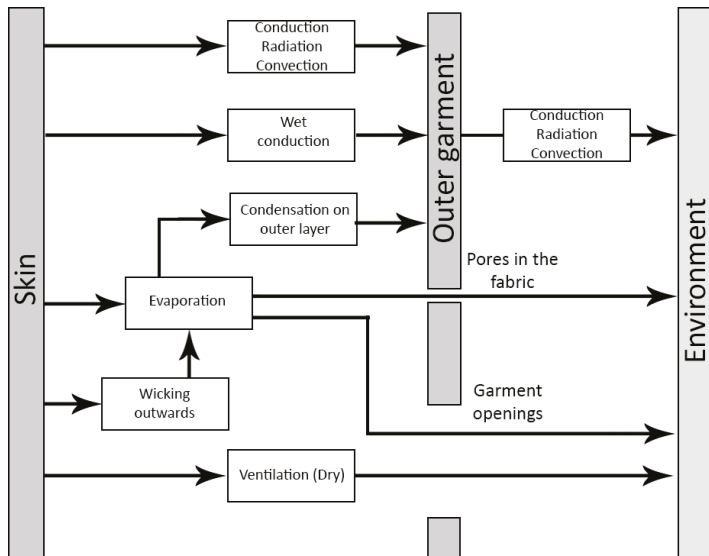 Skin
Conduction
Radiation
Convection
Wet
conduction
Condensation on
outer layer
Evaporation
Wicking
outwards
Ventilation (Dry)
Outer garment
Conduction
Radiation
Convection
Pores in the
fabric
Garment
openings
Environment